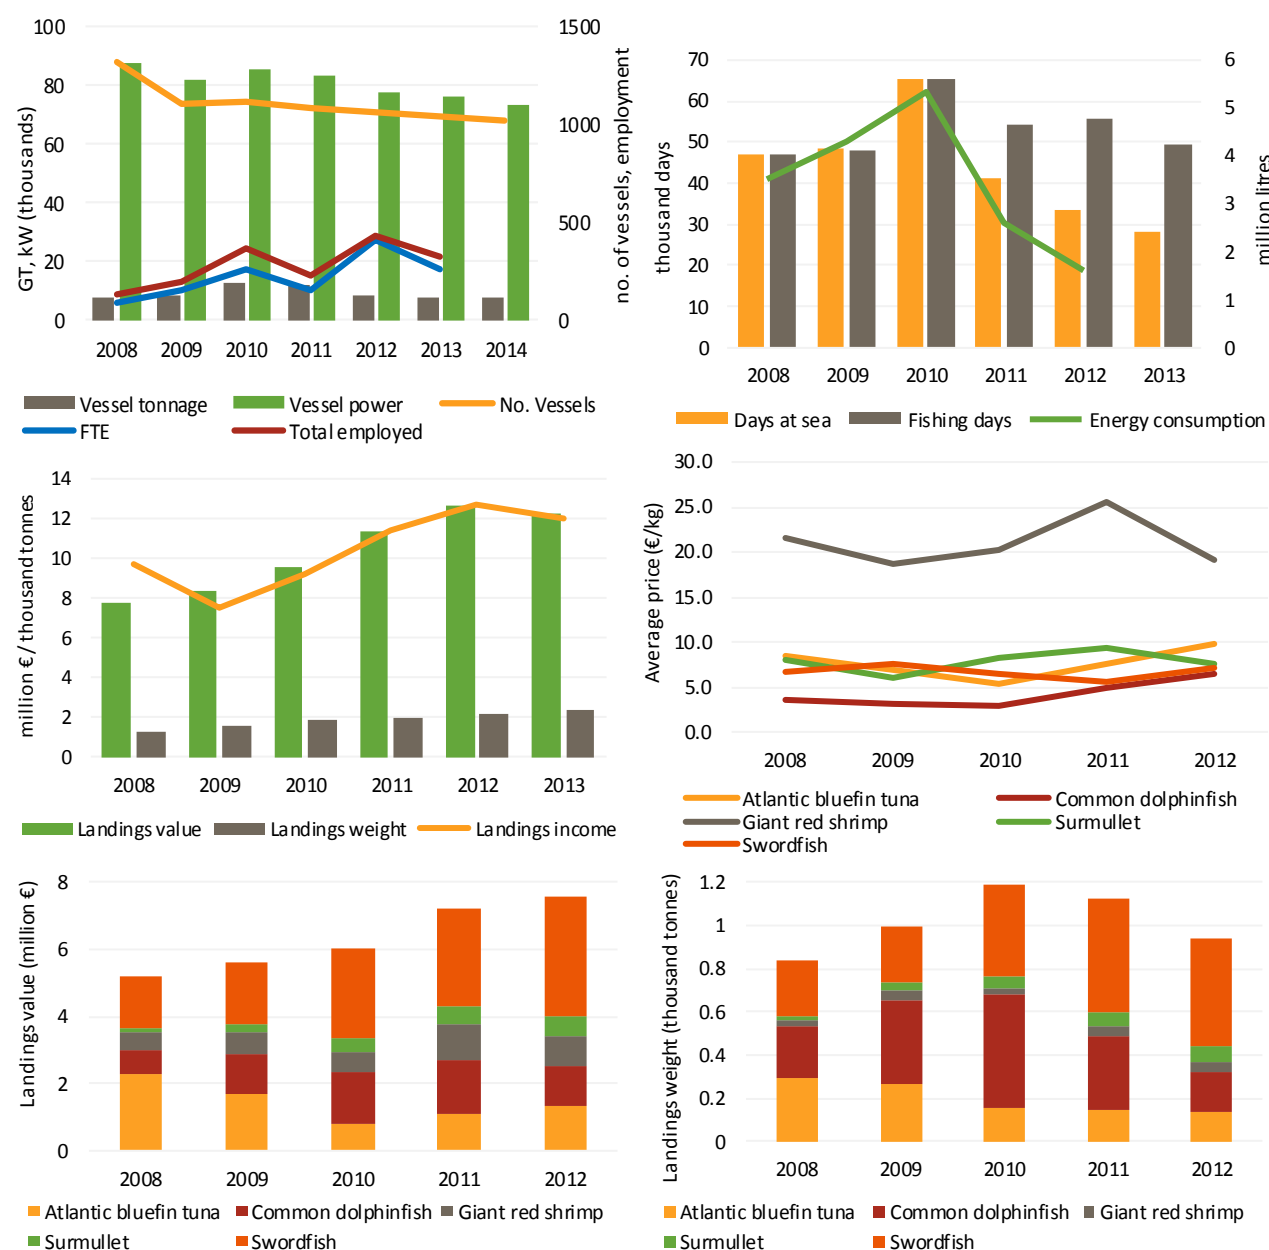 100
80
60
40
20
0
GT, kW (thousands)
1500
1000
500
0
no. of vessels, employment
2008 2009 2010 2011 2012 2013 2014
Vessel tonnage Vessel power No. Vessels
FTE Total employed
70
60
50
40
30
20
10
0
thousand days
6
5
4
3
2
1
0
million litres
2008 2009 2010 2011 2012 2013
Days at sea Fishing days Energy consumption
14
12
10
8
6
4
2
0
million € / thousand tonnes
2008 2009 2010 2011 2012 2013
Landings value Landings weight Landings income
30.0
25.0
20.0
15.0
10.0
5.0
0.0
Average price (€/kg)
2008 2009 2010 2011 2012
Atlantic bluefin tuna Common dolphinfish
Giant red shrimp Surmullet
Swordfish
8
6
4
2
0
Landings value (million €)
2008 2009 2010 2011 2012
Atlantic bluefin tuna Common dolphinfish Giant red shrimp
Surmullet Swordfish
1.2
1
0.8
0.6
0.4
0.2
0
Landings weight (thousand tonnes)
2008 2009 2010 2011 2012
Atlantic bluefin tuna Common dolphinfish Giant red shrimp
Surmullet Swordfish